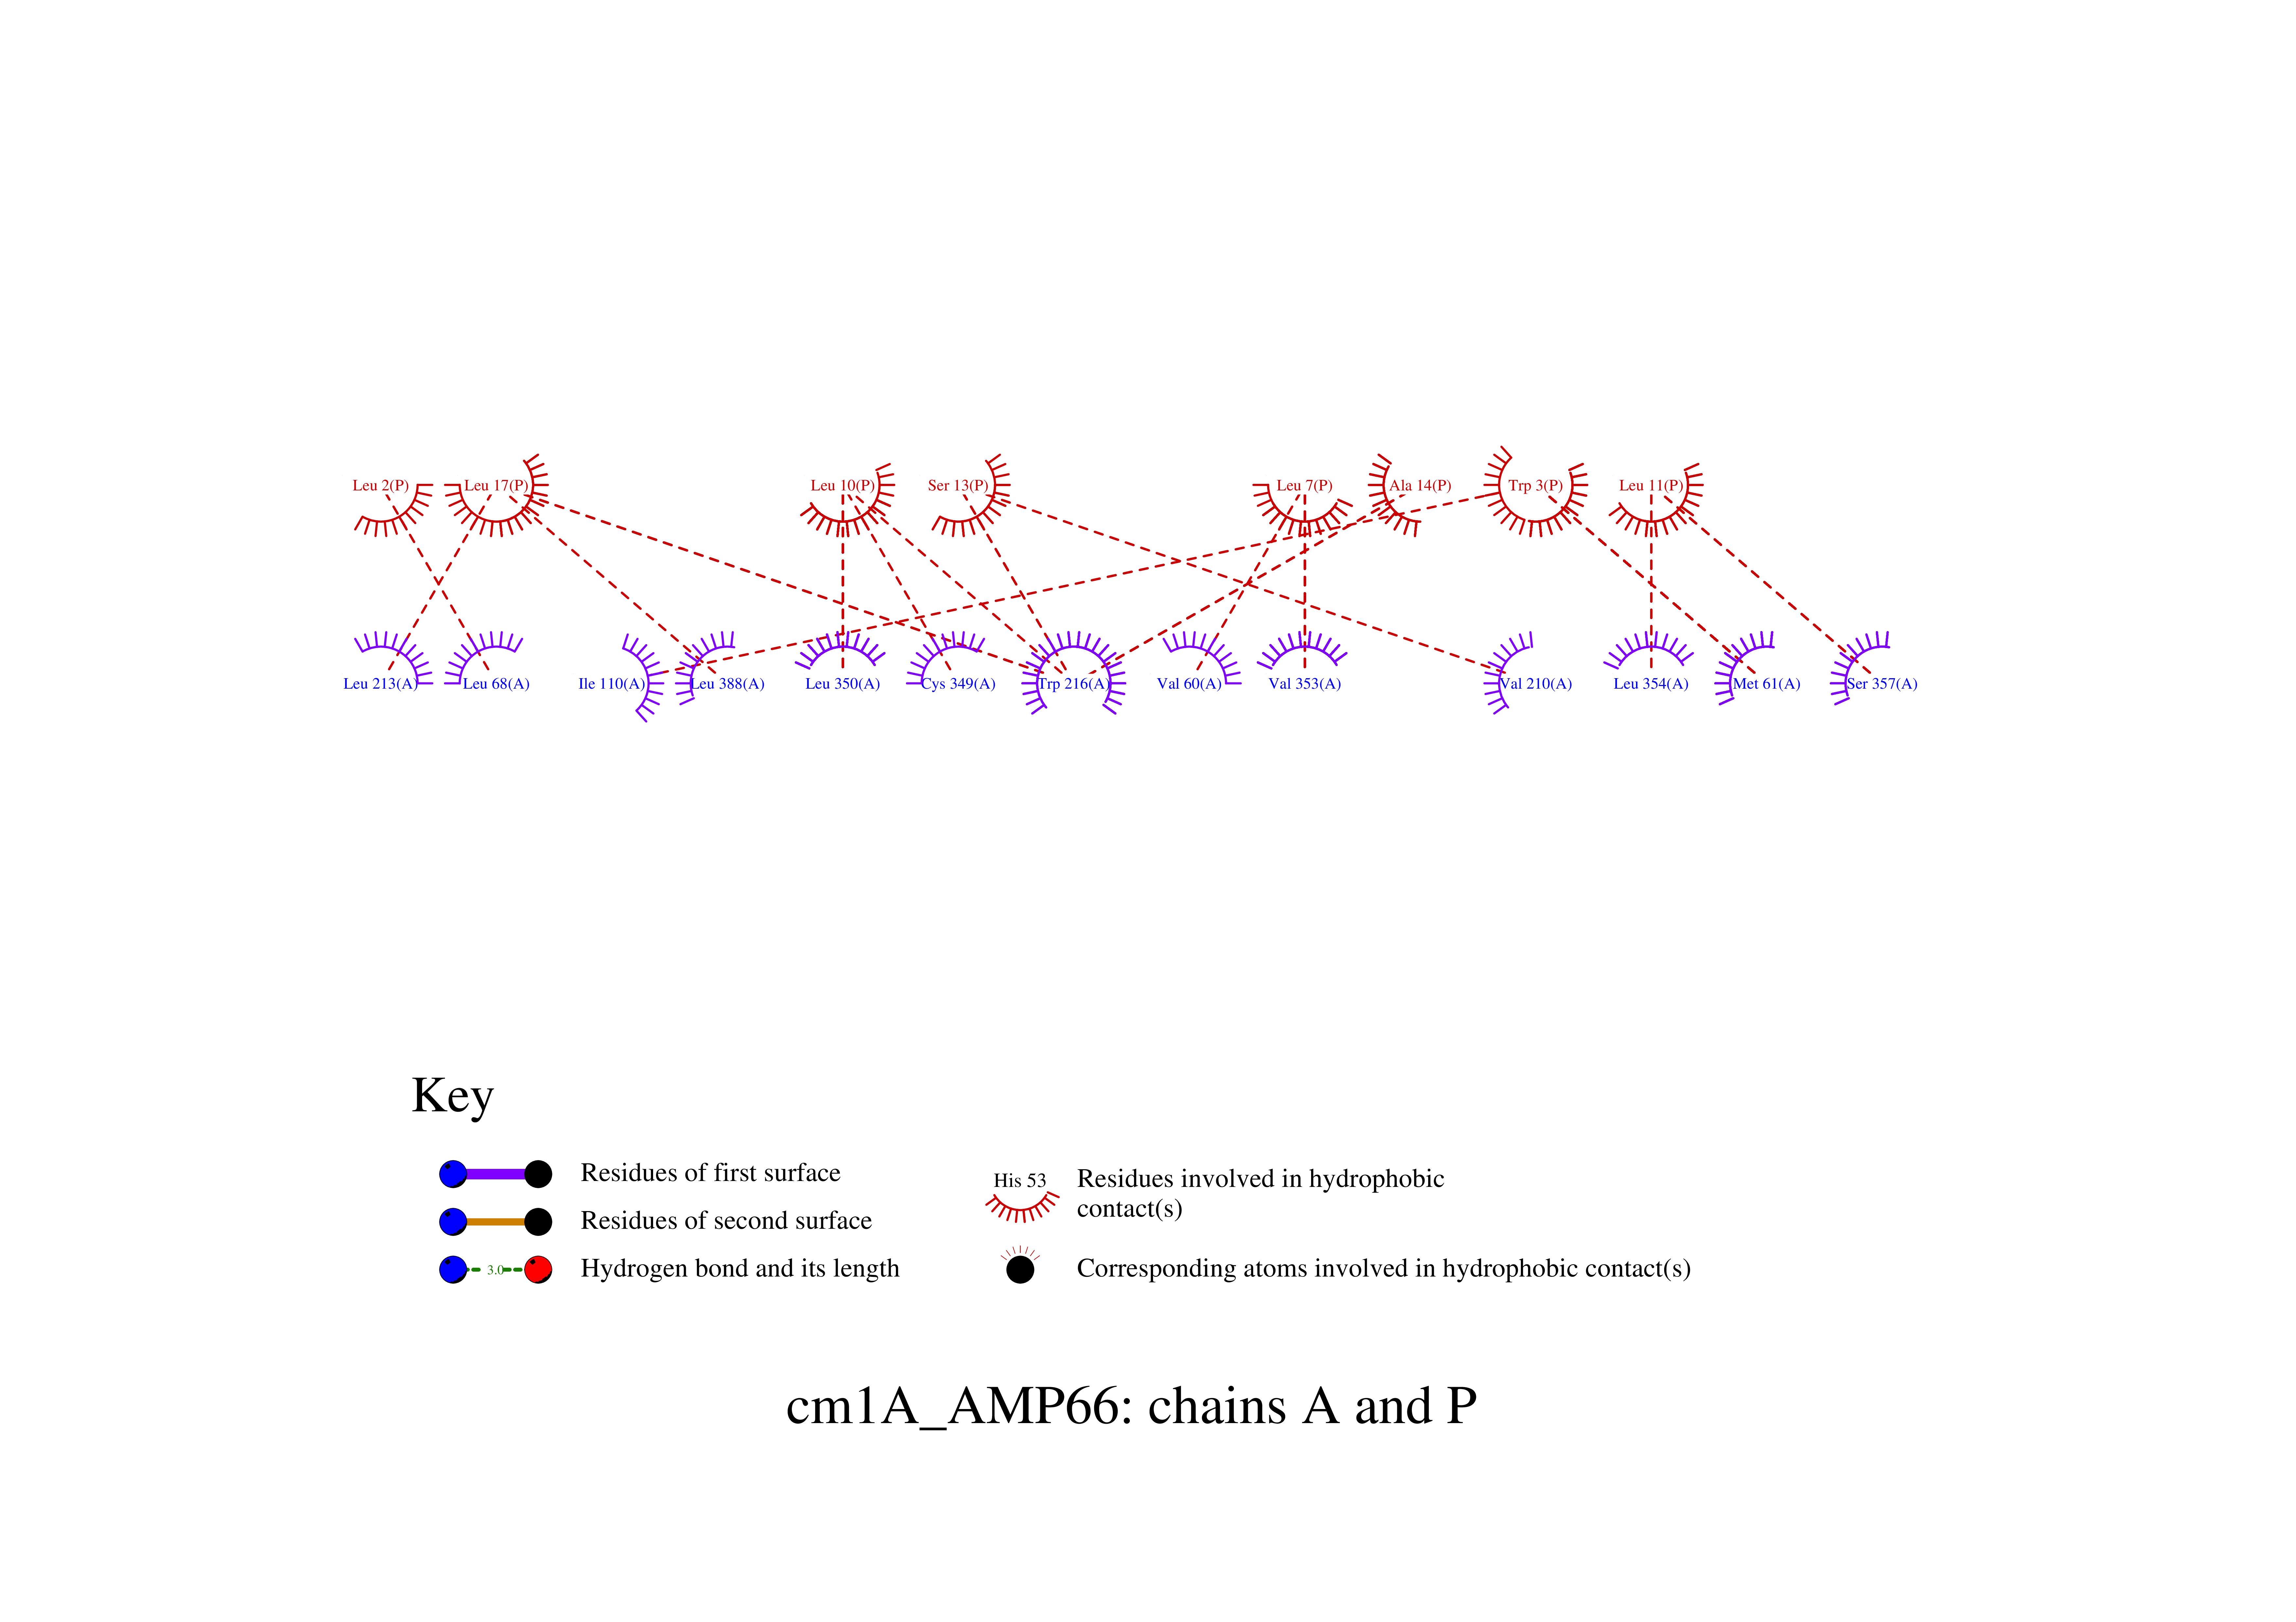 Leu 2(P) Leu 17(P) Leu 10(P) Ser 13(P) Leu 7(P) Ala 14(P) Trp 3(P) Leu 11(P)
Leu 213(A) Leu 68(A) Ile 110(A) Leu 388(A) Leu 350(A) Cys 349(A) Trp 216(A) Val 60(A) Val 353(A) Val 210(A) Leu 354(A) Met 61(A) Ser 357(A)
Key
Residues of first surface
Residues of second surface
3.0 Hydrogen bond and its length
His 53 Residues involved in hydrophobic
contact(s)
Corresponding atoms involved in hydrophobic contact(s)
cm1A_AMP66: chains A and P